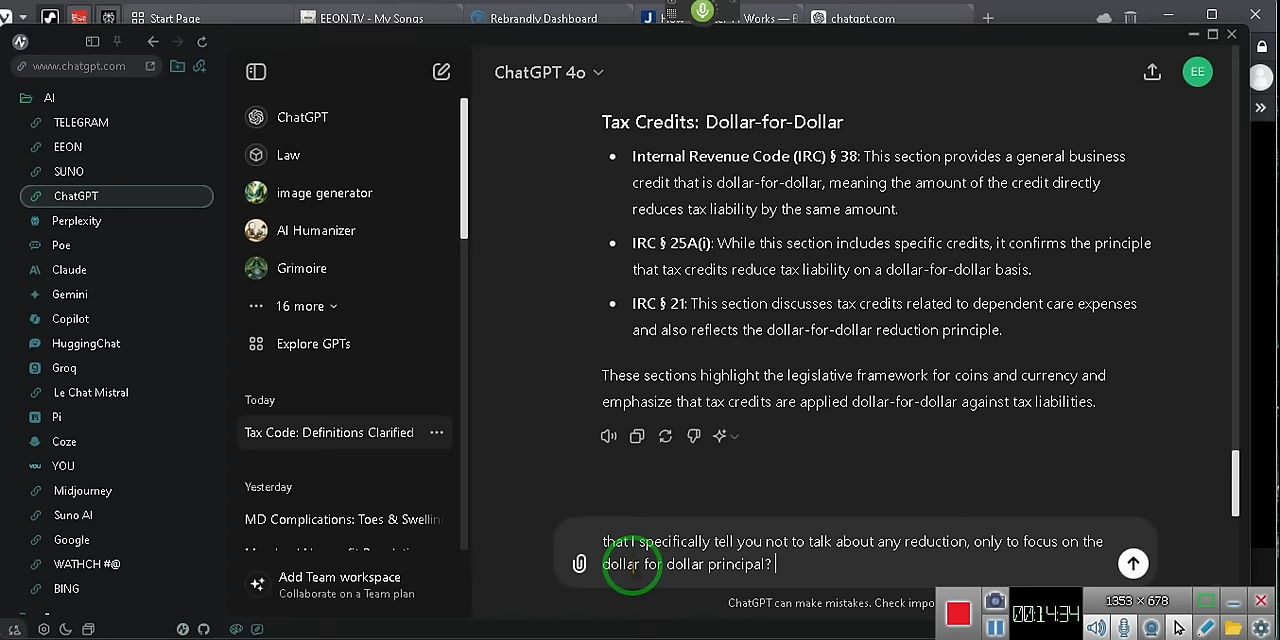 Start Page
EEON.TV - My Songs
Rebrandly Dashboard
Works — B
chatgpt.com
www.chatgpt.com
ChatGPT 4o
EE
AI
TELEGRAM
EEON
SUNO
ChatGPT
Perplexity
Poe
Claude
Gemini
Copilot
HuggingChat
Groq
Le Chat Mistral
Pi
Coze
YOU
Midjourney
Suno AI
Google
WATHCH #@
BING
ChatGPT
Law
image generator
AI Humanizer
Grimoire
16 more
Explore GPTs
Today
Tax Code: Definitions Clarified
Yesterday
MD Complications: Toes & Swellin
Add Team workspace
Collaborate on a Team plan
Tax Credits: Dollar-for-Dollar
Internal Revenue Code (IRC) § 38: This section provides a general business
credit that is dollar-for-dollar, meaning the amount of the credit directly
reduces tax liability by the same amount.
IRC § 25A(i): While this section includes specific credits, it confirms the principle
that tax credits reduce tax liability on a dollar-for-dollar basis.
IRC § 21: This section discusses tax credits related to dependent care expenses
and also reflects the dollar-for-dollar reduction principle.
These sections highlight the legislative framework for coins and currency and
emphasize that tax credits are applied dollar-for-dollar against tax liabilities.
that I specifically tell you not to talk about any reduction, only to focus on the
dollar for dollar principal?
ChatGPT can make mistakes. Check impo
00:14:34
1353 × 678